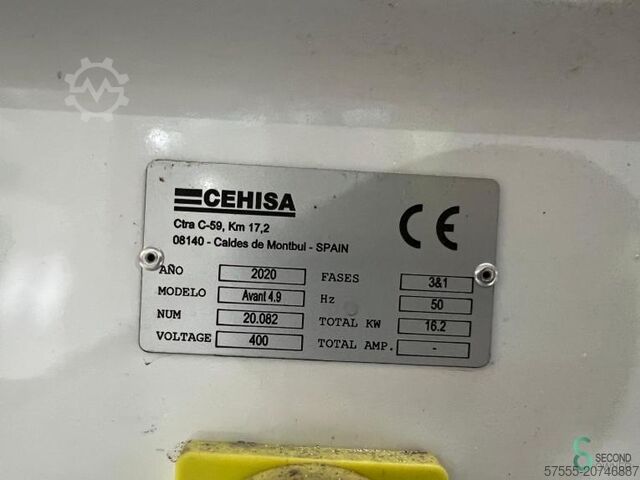 CEHISA
Ctra C-59, Km 17,2
08140 - Caldes de Montbui - SPAIN
CE
AÑO 2020 FASES 3&1
MODELO Avant 4.9 Hz 50
NUM 20.082 TOTAL KW 16.2
VOLTAGE 400 TOTAL AMP. -
SECOND
57555-20746887